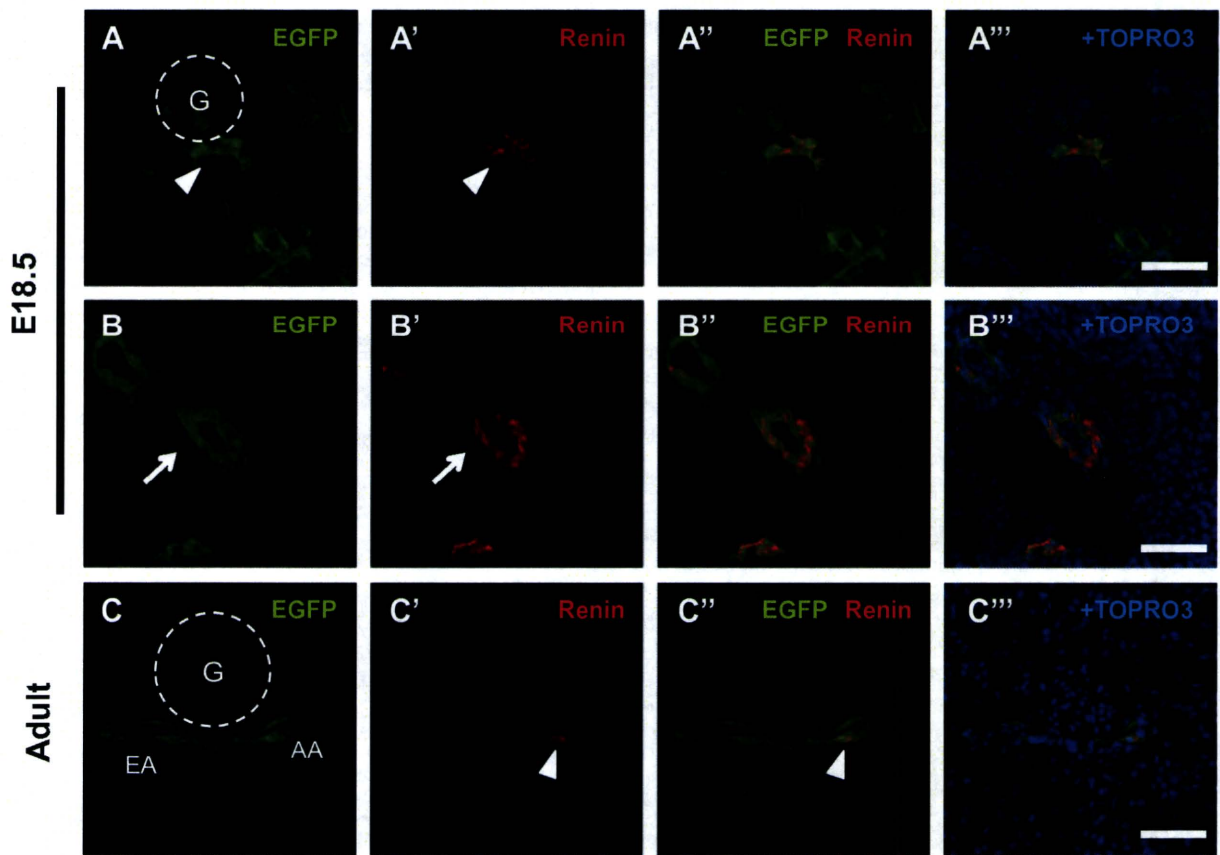 E18.5
A EGFP
G
A' Renin
A'' EGFP Renin
A''' +TOPRO3
B EGFP
B' Renin
B'' EGFP Renin
B''' +TOPRO3
Adult
C EGFP
G
EA
AA
C' Renin
C'' EGFP Renin
C''' +TOPRO3